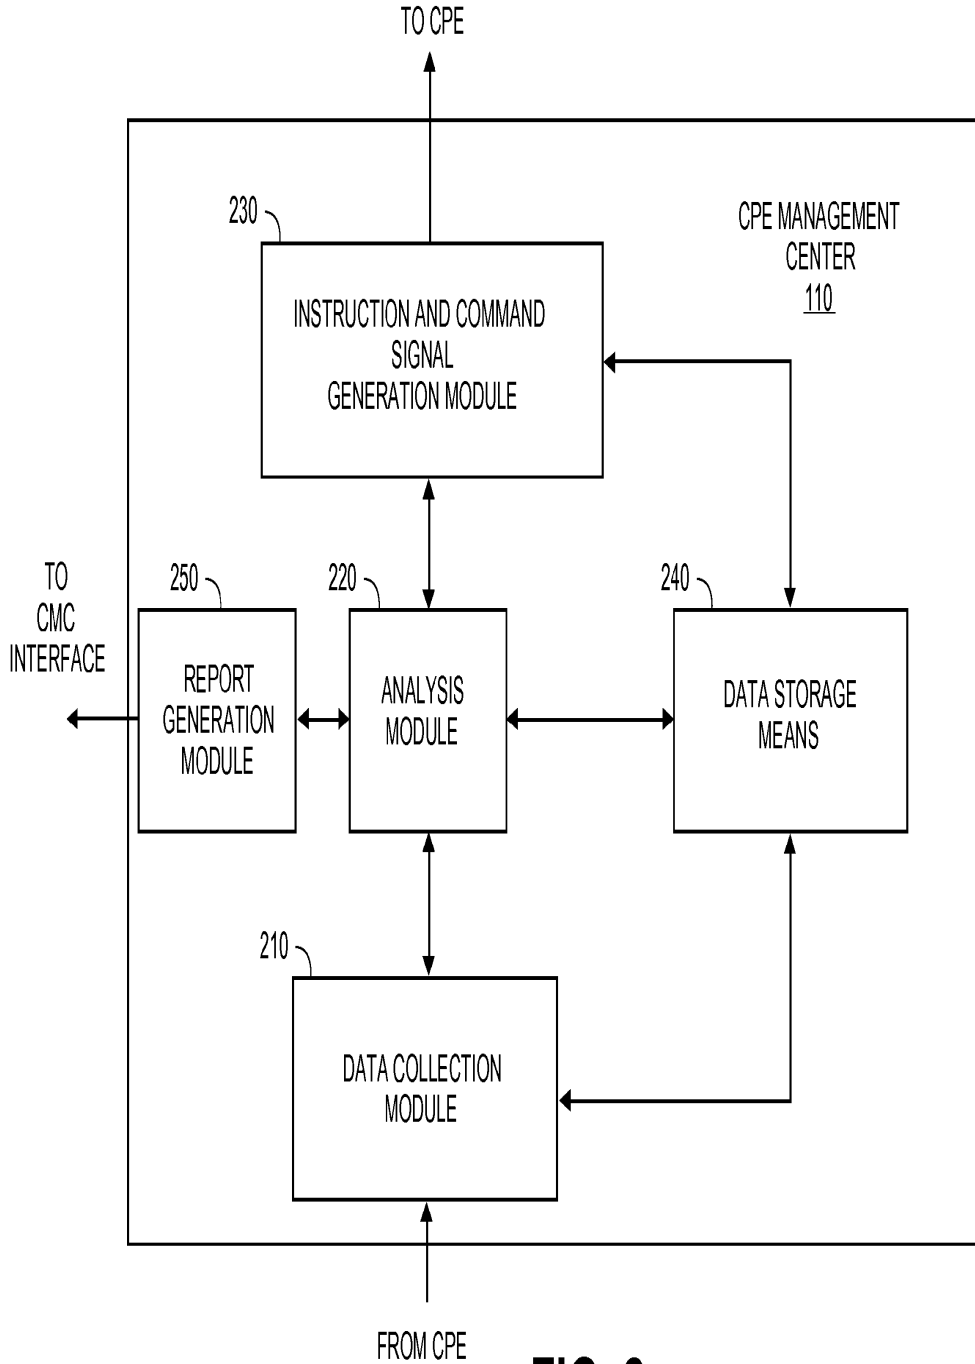 TO CPE
230
CPE MANAGEMENT
CENTER
110
INSTRUCTION AND COMMAND
SIGNAL
GENERATION MODULE
TO
CMC
INTERFACE
250
220
240
REPORT
GENERATION
MODULE
ANALYSIS
MODULE
DATA STORAGE
MEANS
210
DATA COLLECTION
MODULE
FROM CPE